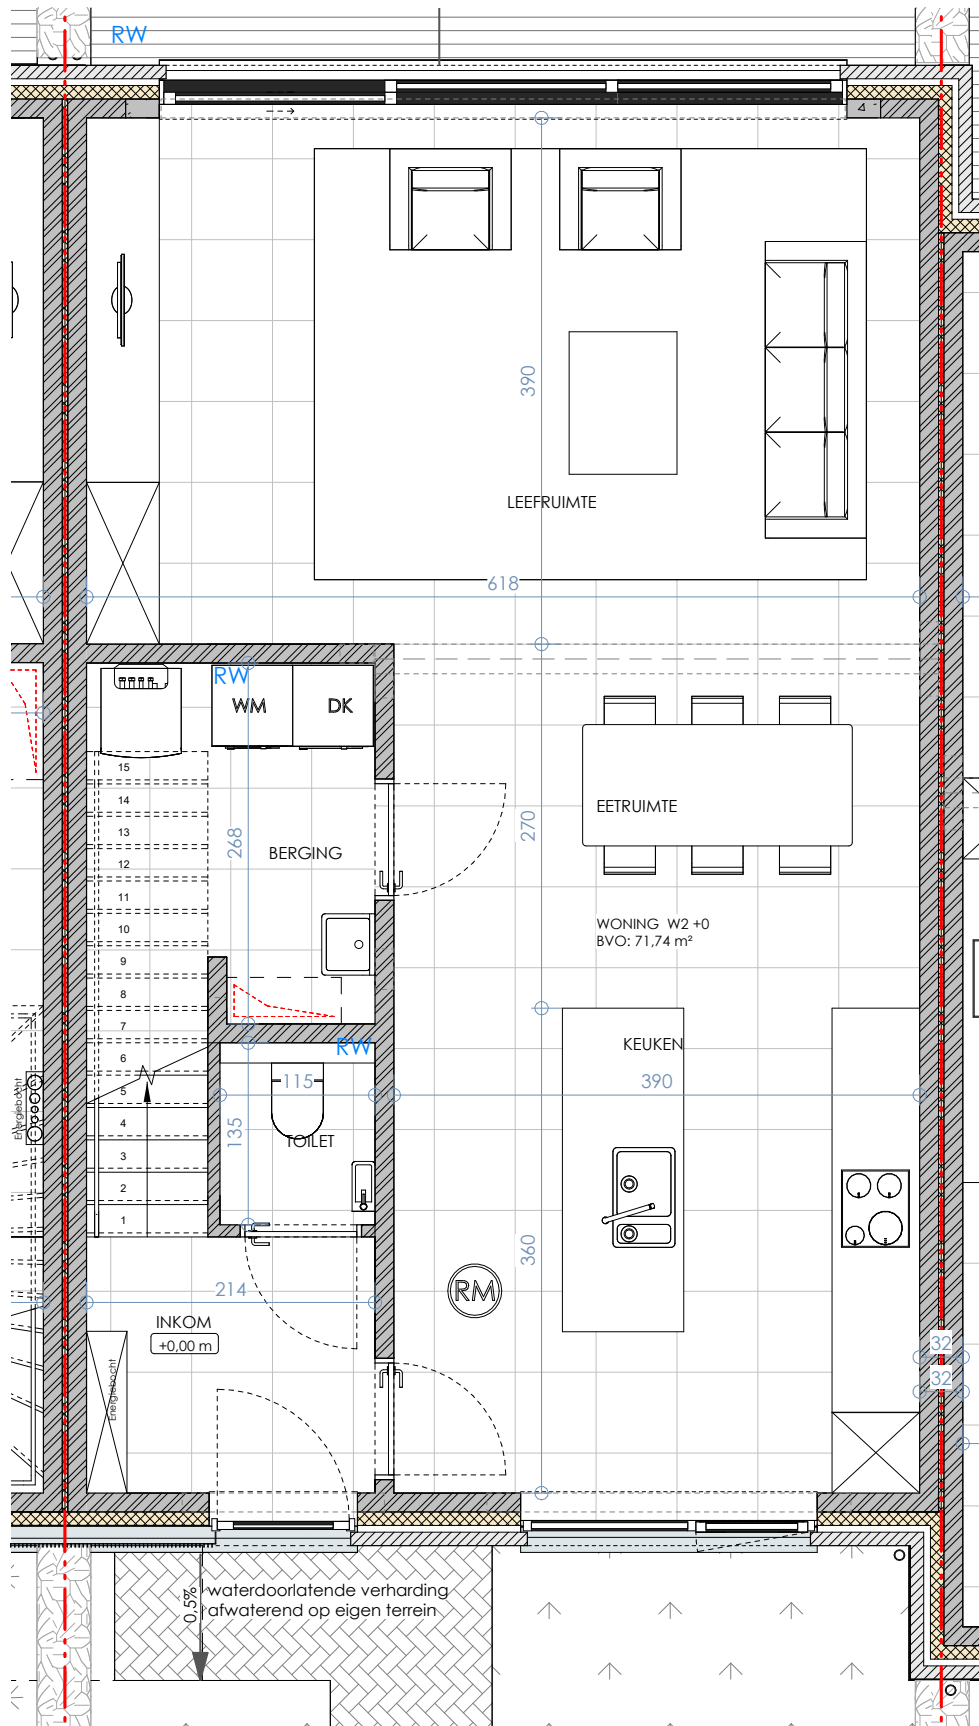 RW
390
LEEFRUIMTE
618
RW
WM
DK
15
14
13
12
11
10
9
8
7
6
5
4
3
2
1
268
BERGING
270
EETRUIMTE
WONING W2 +0
BVO: 71,74 m²
RW
KEUKEN
115
390
135
TOILET
Energiebocht
360
214
RM
INKOM
+0,00 m
Energiebocht
32
32
0.5%
waterdoorlatende verharding
afwaterend op eigen terrein